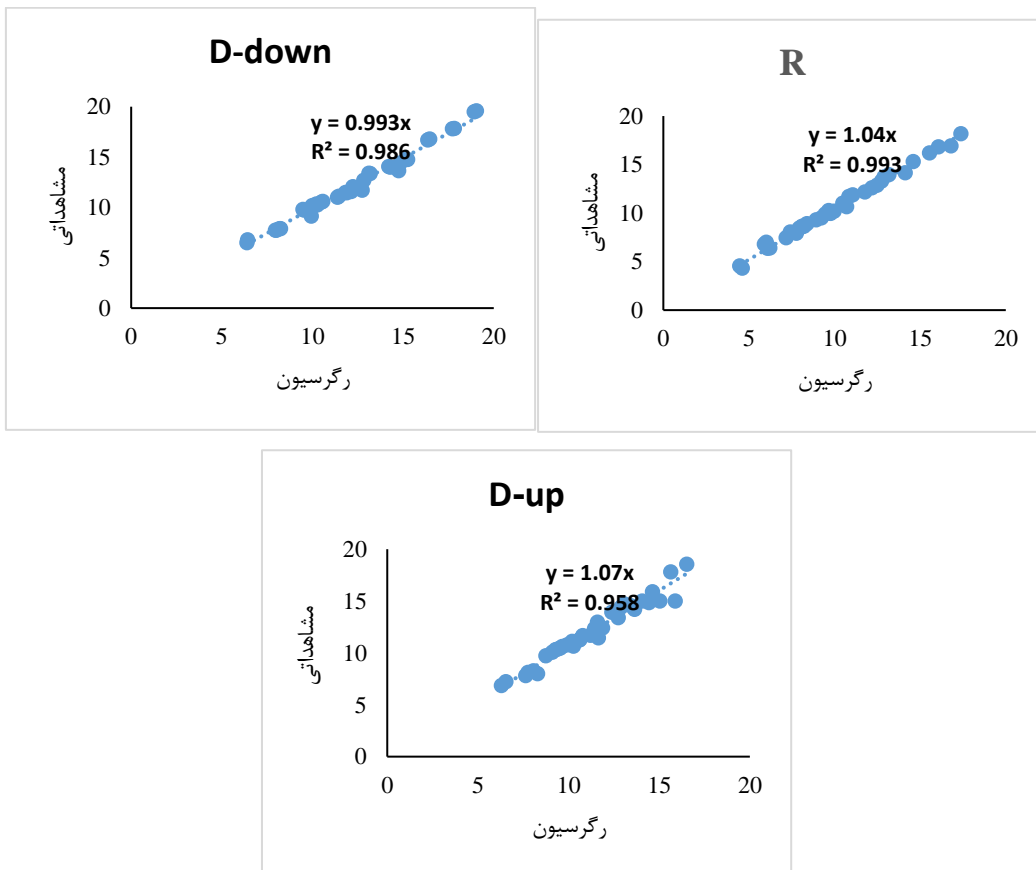 D-down
y = 0.993x
R² = 0.986
مشاهداتی
20
15
10
5
0
0 5 10 15 20
رگرسیون
R
y = 1.04x
R² = 0.993
مشاهداتی
20
15
10
5
0
0 5 10 15 20
رگرسیون
D-up
y = 1.07x
R² = 0.958
مشاهداتی
20
15
10
5
0
0 5 10 15 20
رگرسیون